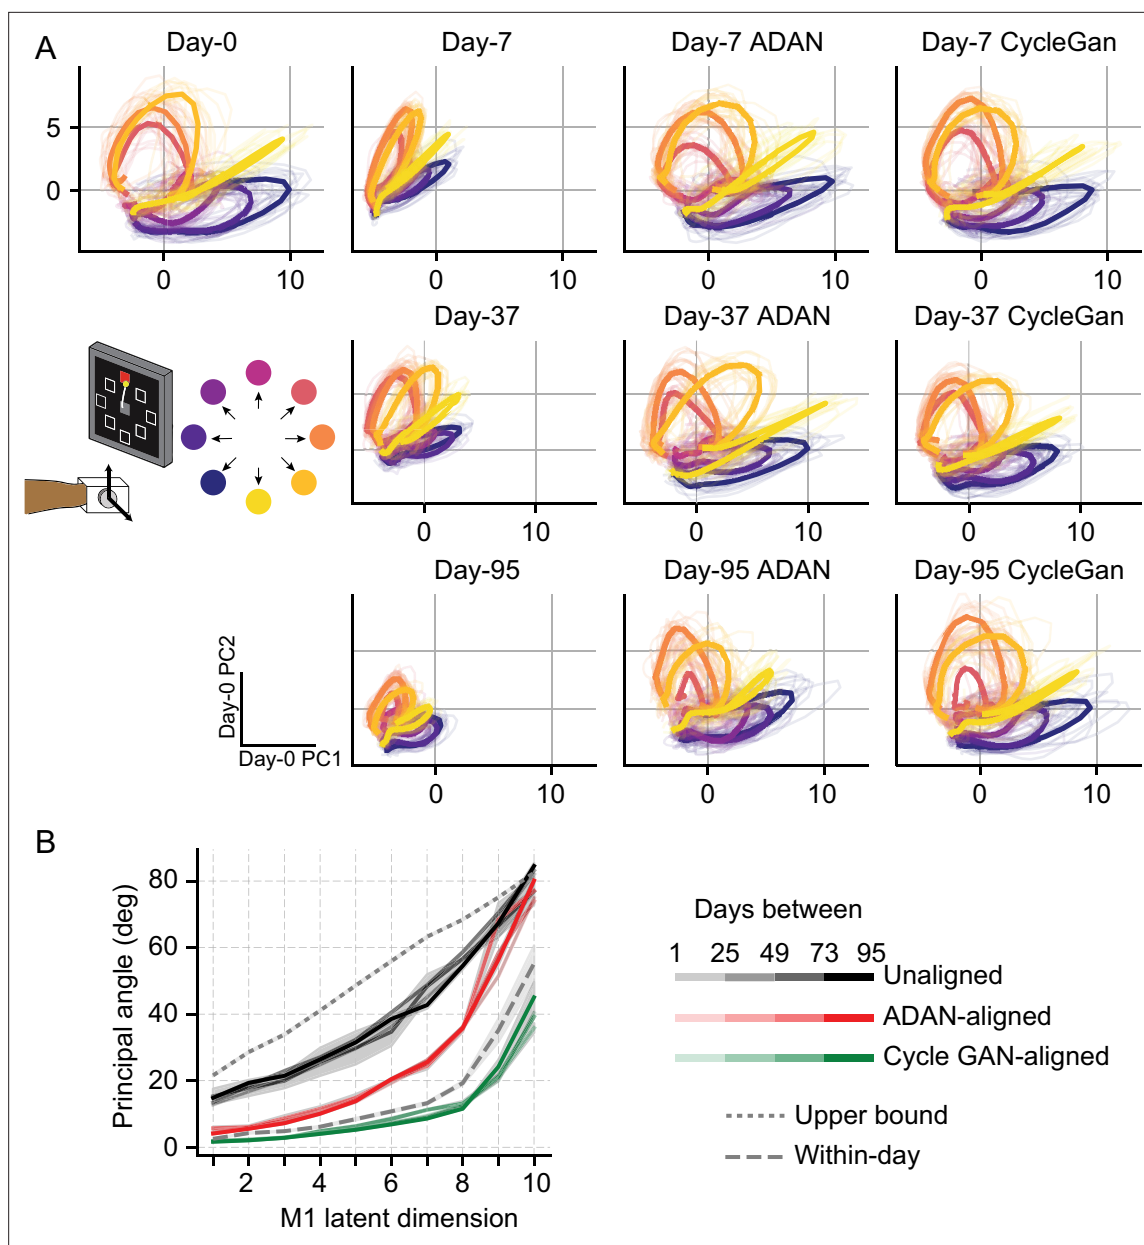 A
Day-0
Day-7
Day-7 ADAN
Day-7 CycleGan
5
0
0
10
0
10
0
10
0
10
Day-37
Day-37 ADAN
Day-37 CycleGan
0
10
0
10
0
10
Day-95
Day-95 ADAN
Day-95 CycleGan
Day-0 PC2
Day-0 PC1
0
10
0
10
0
10
B
Principal angle (deg)
80
60
40
20
0
2
4
6
8
10
M1 latent dimension
Days between
1 25 49 73 95
Unaligned
ADAN-aligned
Cycle GAN-aligned
Upper bound
Within-day